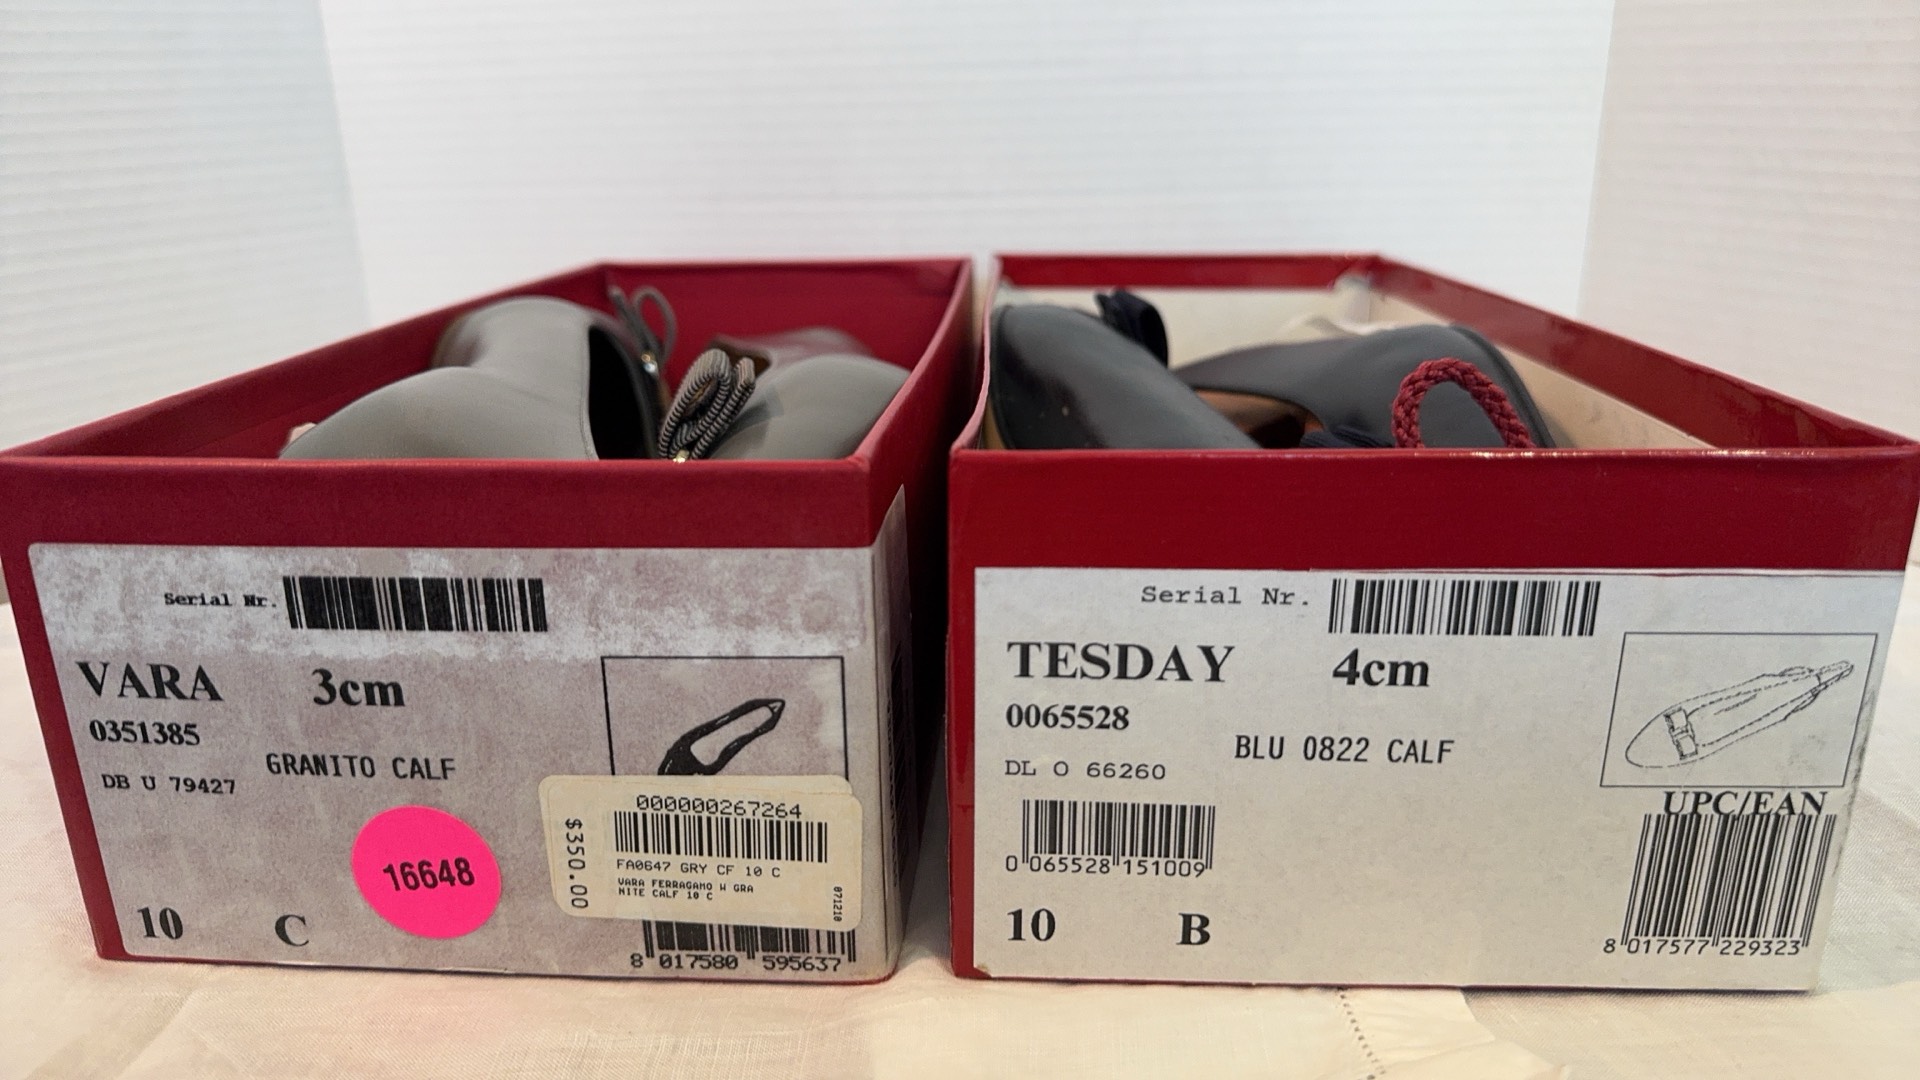 Serial Nr.
VARA 3cm
0351385
GRANITO CALF
DB U 79427
16648
10 C
000000267264
$350.00
FA0647 GRY CF 10 C
VARA FERRAGAMO W GRA
NITE CALF 10 C
071210
8 017580 595637
Serial Nr.
TESDAY 4cm
0065528
BLU 0822 CALF
DL O 66260
UPC/EAN
0 065528 151009
10 B
8 017577 229323